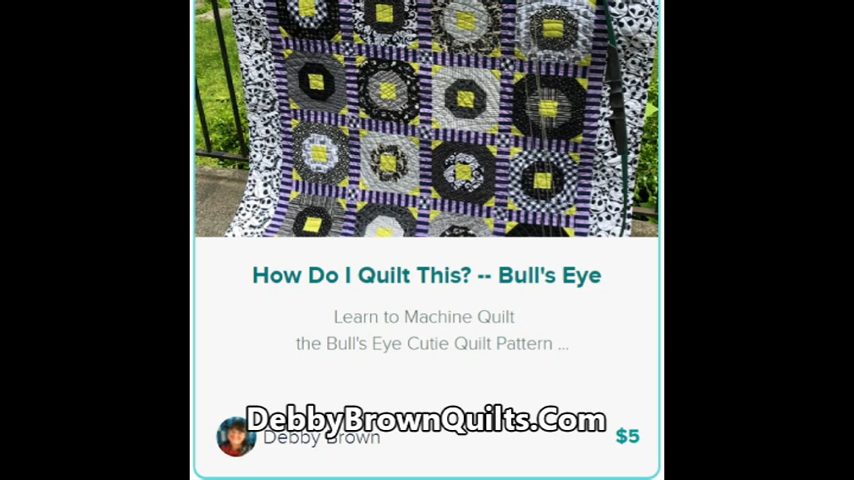 How Do I Quilt This? -- Bull's Eye
Learn to Machine Quilt
the Bull's Eye Cutie Quilt Pattern ...
DebbyBrownQuilts.Com
Debby Brown
$5